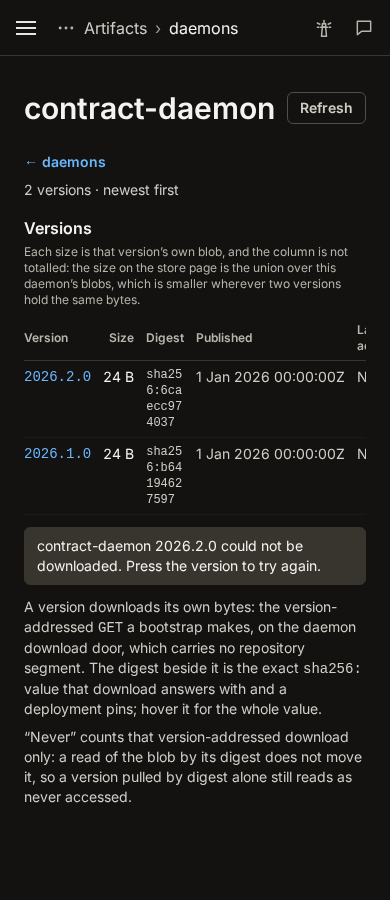 ··· Artifacts › daemons
contract-daemon Refresh
← daemons
2 versions · newest first
Versions
Each size is that version’s own blob, and the column is not
totalled: the size on the store page is the union over this
daemon’s blobs, which is smaller wherever two versions
hold the same bytes.
Version Size Digest Published
2026.2.0 24 B sha25 1 Jan 2026 00:00:00Z
6:6ca
ecc97
4037
2026.1.0 24 B sha25 1 Jan 2026 00:00:00Z
6:b64
19462
7597
contract-daemon 2026.2.0 could not be
downloaded. Press the version to try again.
A version downloads its own bytes: the version-
addressed GET a bootstrap makes, on the daemon
download door, which carries no repository
segment. The digest beside it is the exact sha256:
value that download answers with and a
deployment pins; hover it for the whole value.
“Never” counts that version-addressed download
only: a read of the blob by its digest does not move
it, so a version pulled by digest alone still reads as
never accessed.